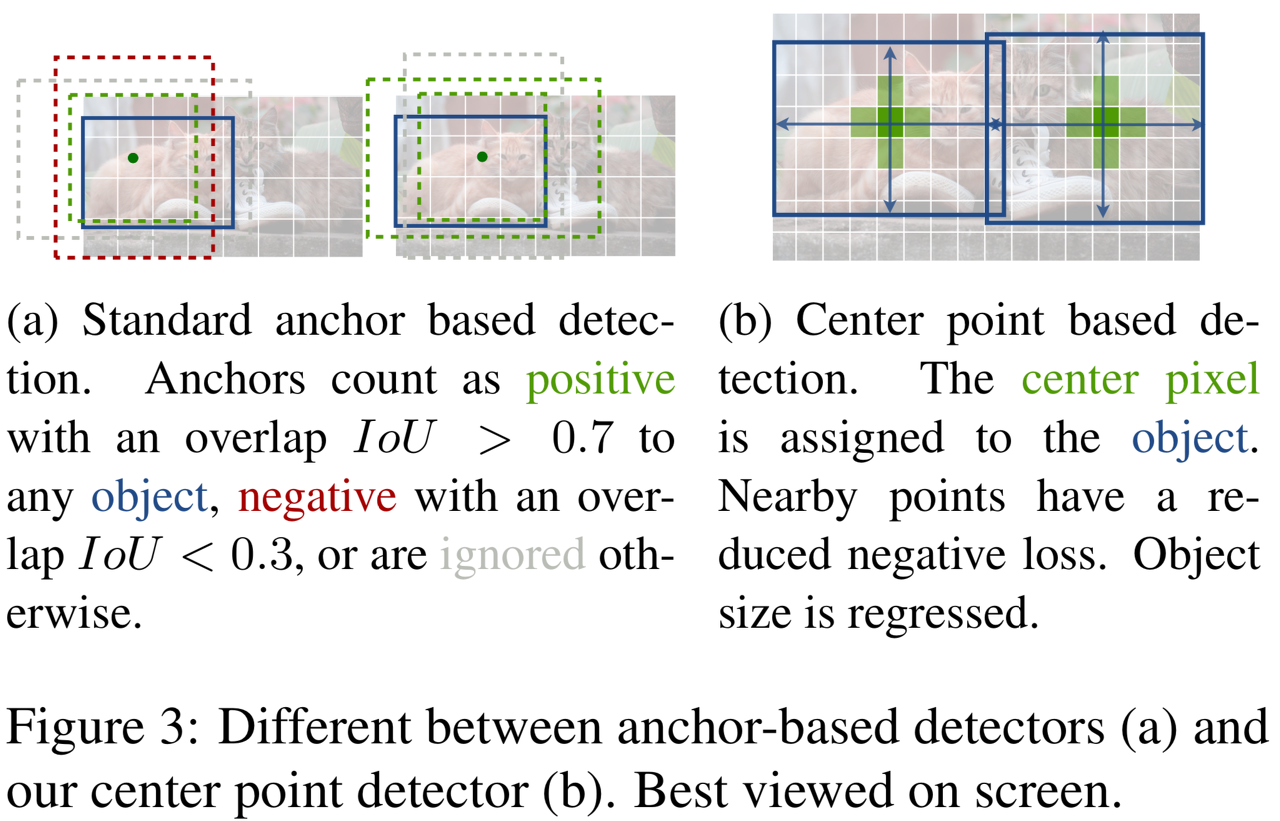 (a) Standard anchor based detec-
tion. Anchors count as positive
with an overlap IoU > 0.7 to
any object, negative with an over-
lap IoU < 0.3, or are ignored oth-
erwise.
(b) Center point based de-
tection. The center pixel
is assigned to the object.
Nearby points have a re-
duced negative loss. Object
size is regressed.
Figure 3: Different between anchor-based detectors (a) and
our center point detector (b). Best viewed on screen.